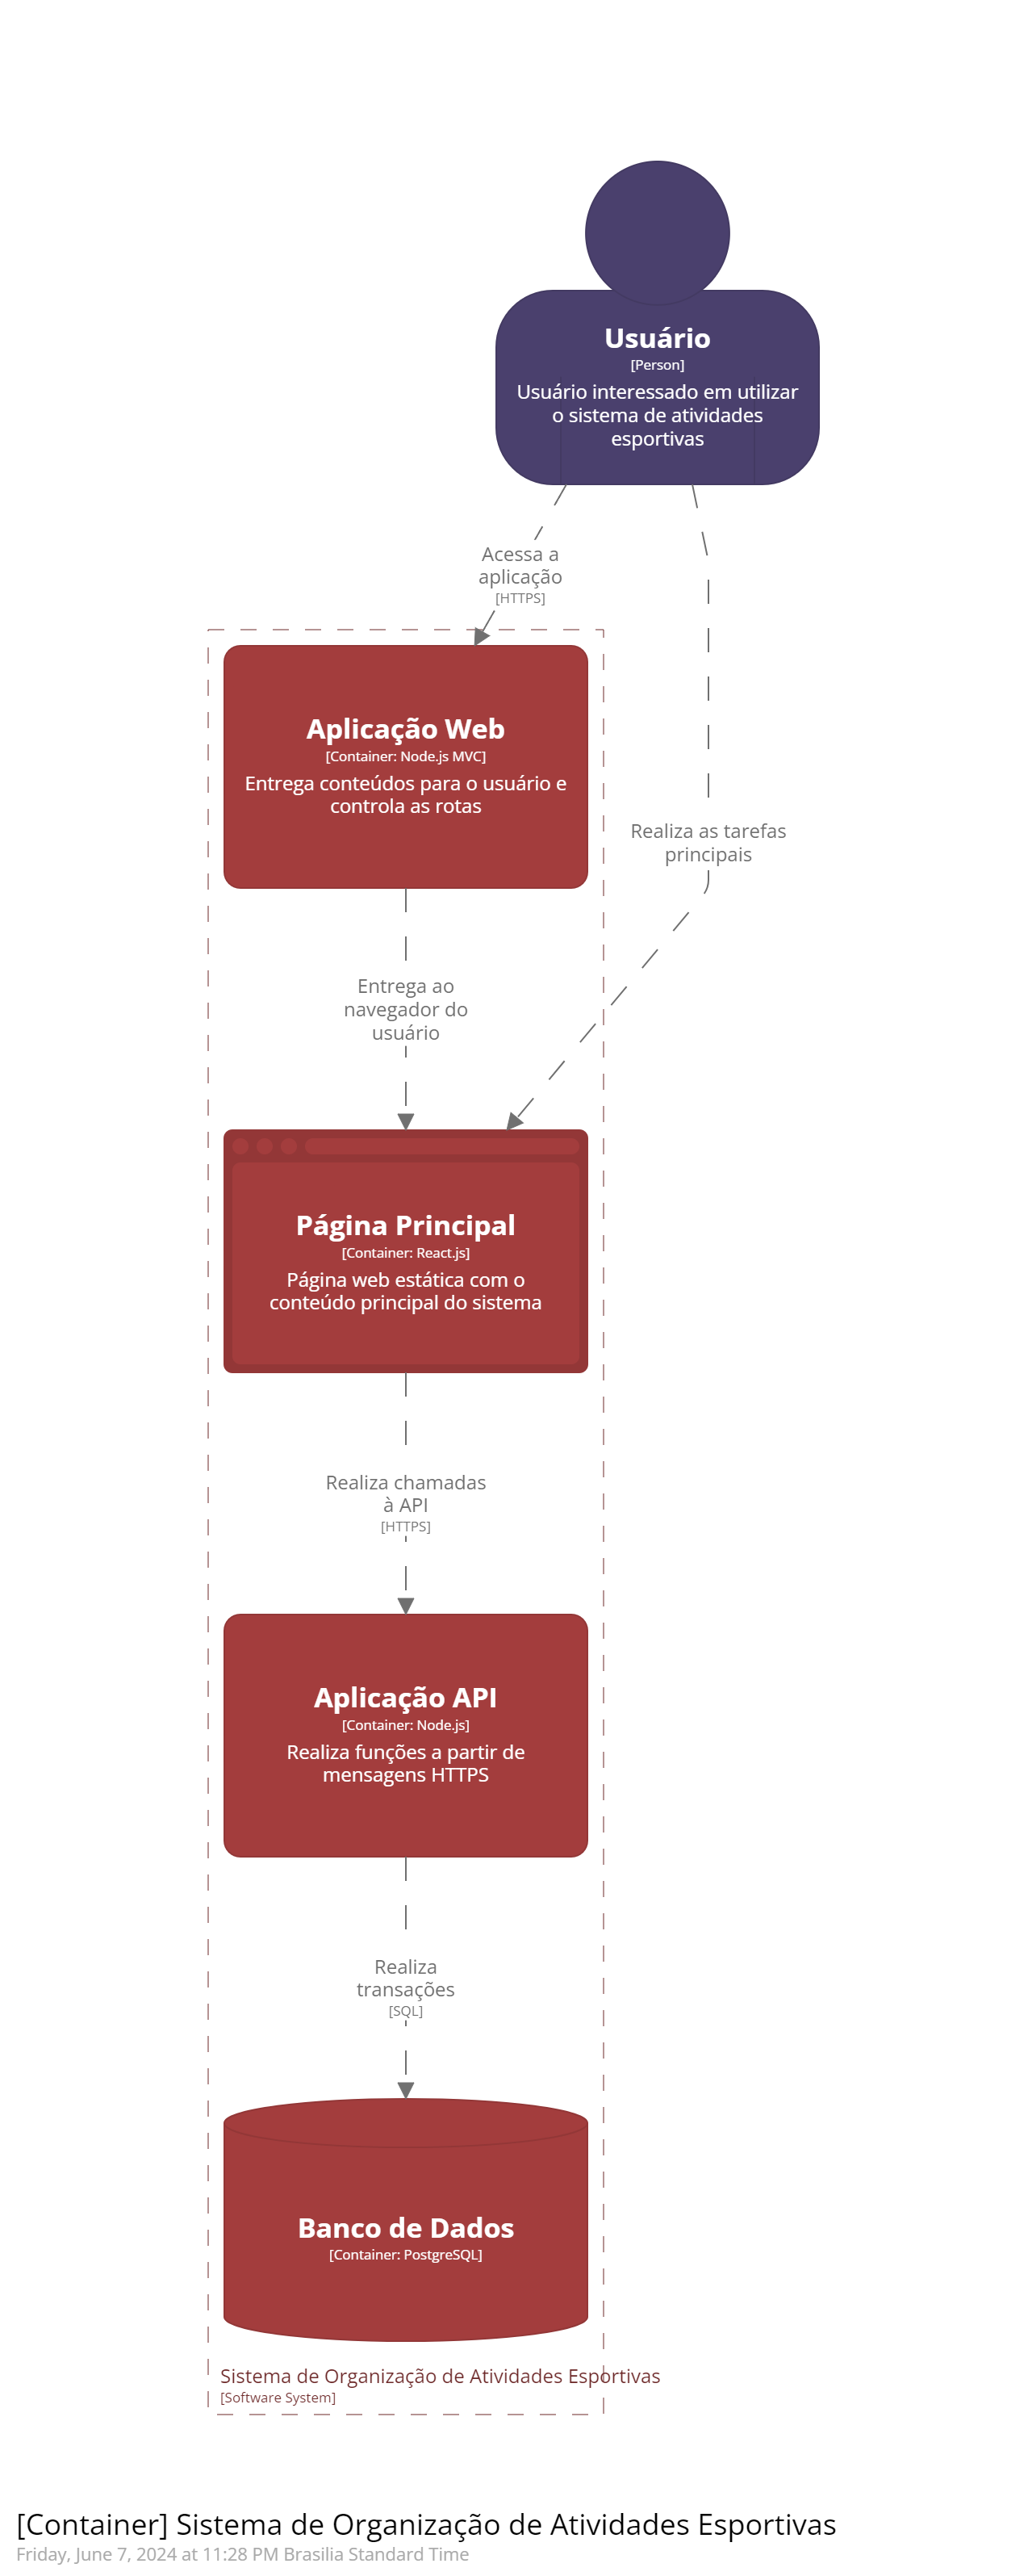 Usuário
[Person]
Usuário interessado em utilizar
o sistema de atividades
esportivas
Acessa a
aplicação
[HTTPS]
Aplicação Web
[Container: Node.js MVC]
Entrega conteúdos para o usuário e
controla as rotas
Realiza as tarefas
principais
Entrega ao
navegador do
usuário
Página Principal
[Container: React.js]
Página web estática com o
conteúdo principal do sistema
Realiza chamadas
à API
[HTTPS]
Aplicação API
[Container: Node.js]
Realiza funções a partir de
mensagens HTTPS
Realiza
transações
[SQL]
Banco de Dados
[Container: PostgreSQL]
Sistema de Organização de Atividades Esportivas
[Software System]
[Container] Sistema de Organização de Atividades Esportivas
Friday, June 7, 2024 at 11:28 PM Brasilia Standard Time